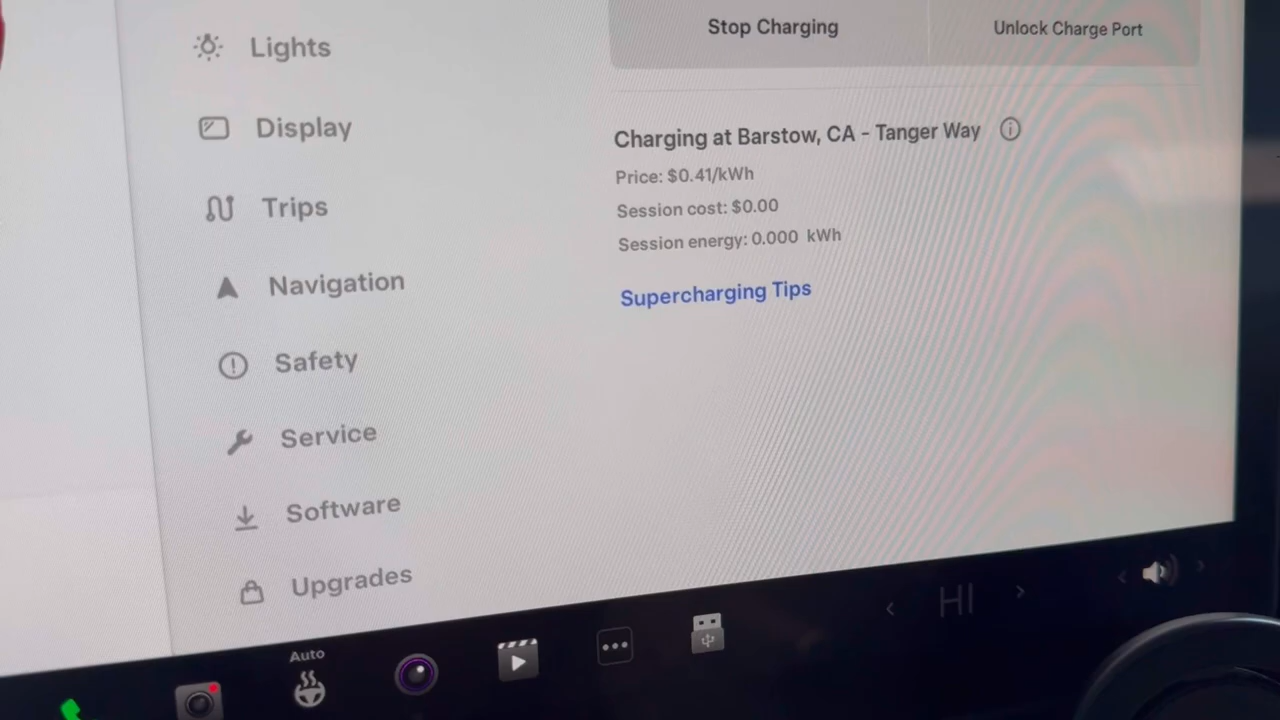 Lights
Display
Trips
Navigation
Safety
Service
Software
Upgrades
Stop Charging
Unlock Charge Port
Charging at Barstow, CA - Tanger Way
Price: $0.41/kWh
Session cost: $0.00
Session energy: 0.000 kWh
Supercharging Tips
Auto
HI